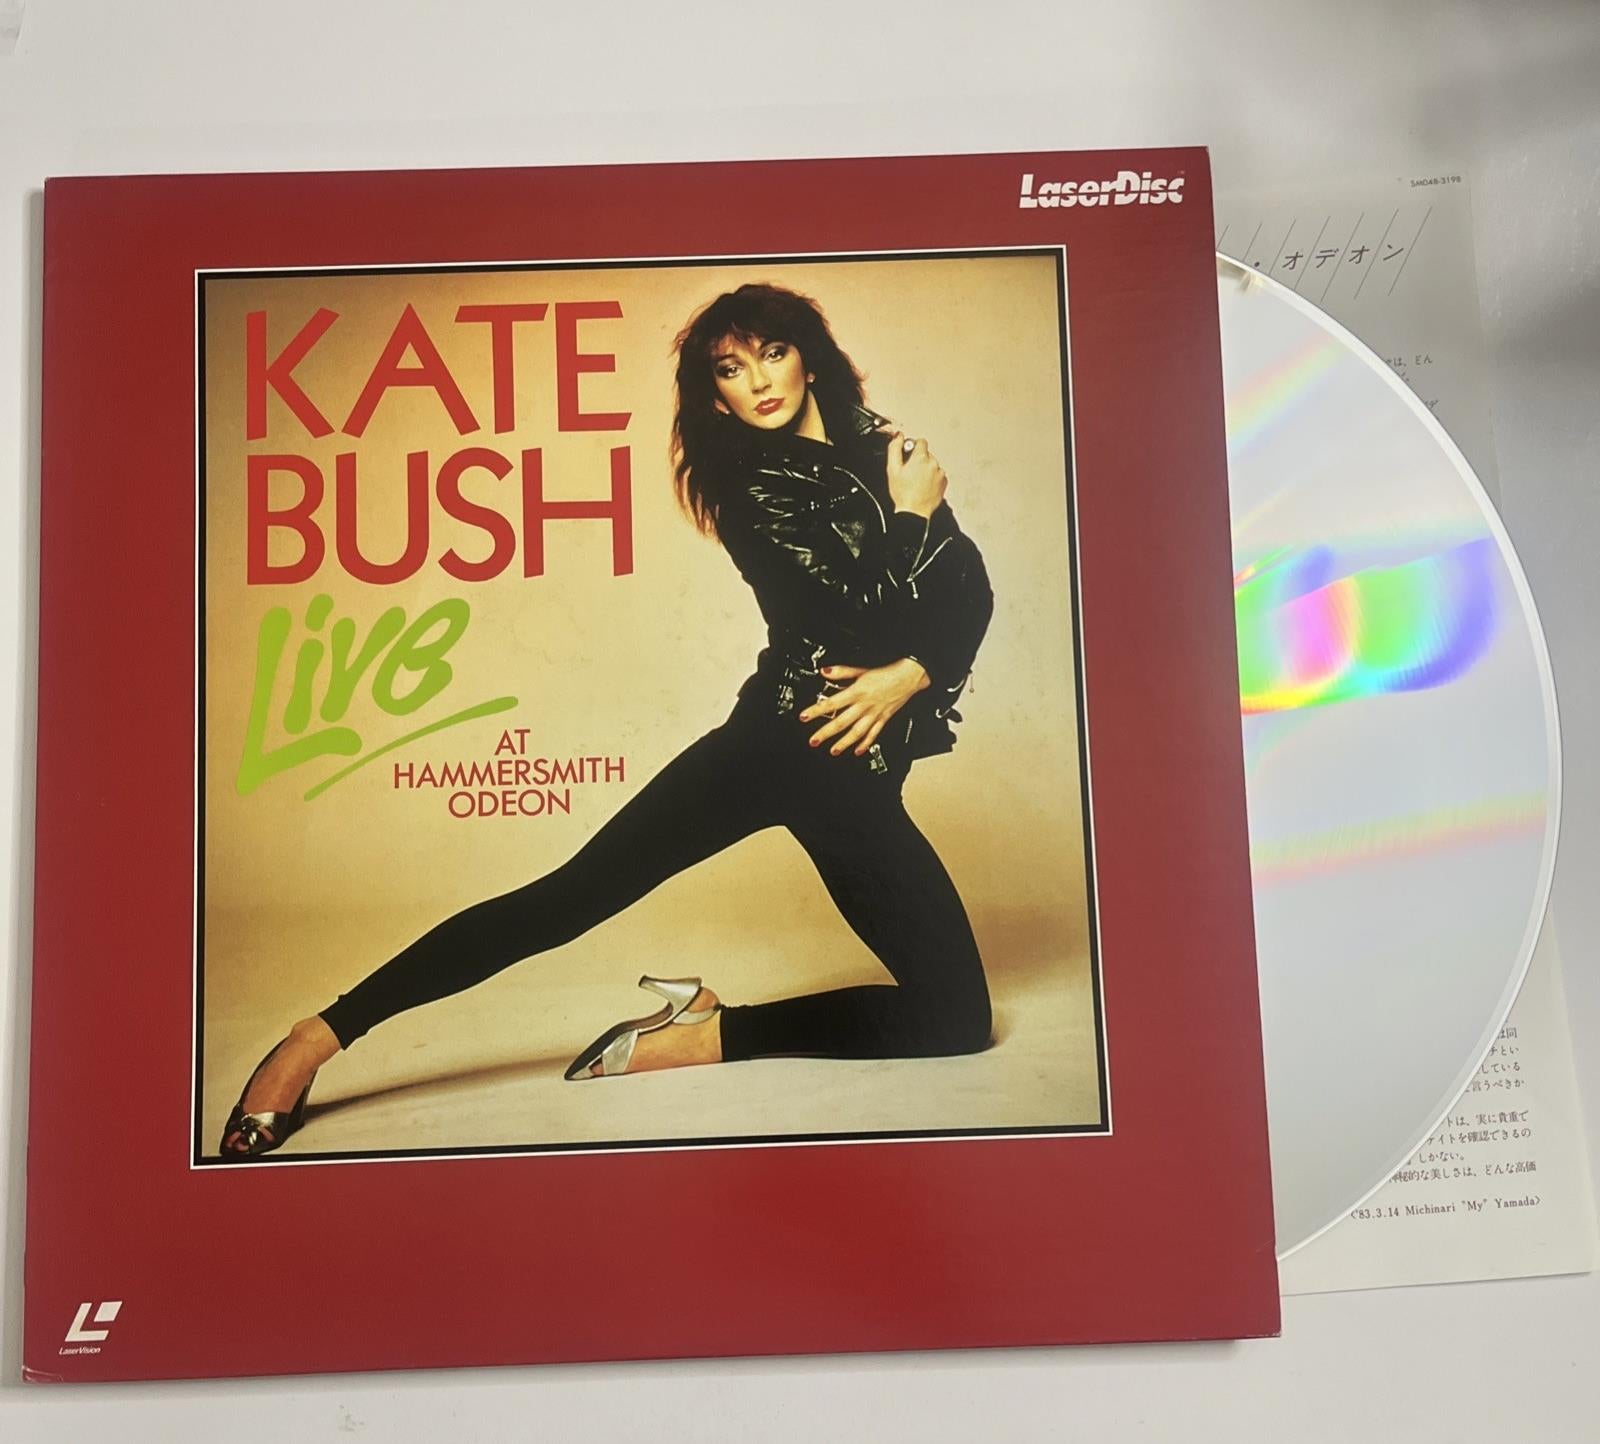 LaserDisc
KATE
BUSH
Live
AT
HAMMERSMITH
ODEON
LaserVision
SM048-3198
・オデオン
は、どん
は同
チとい
している
言うべきか
トは、実に貴重で
ケイトを確認できるの
しかない。
神秘的な美しさは、どんな高価
'83.3.14 Michinari "My" Yamada〉